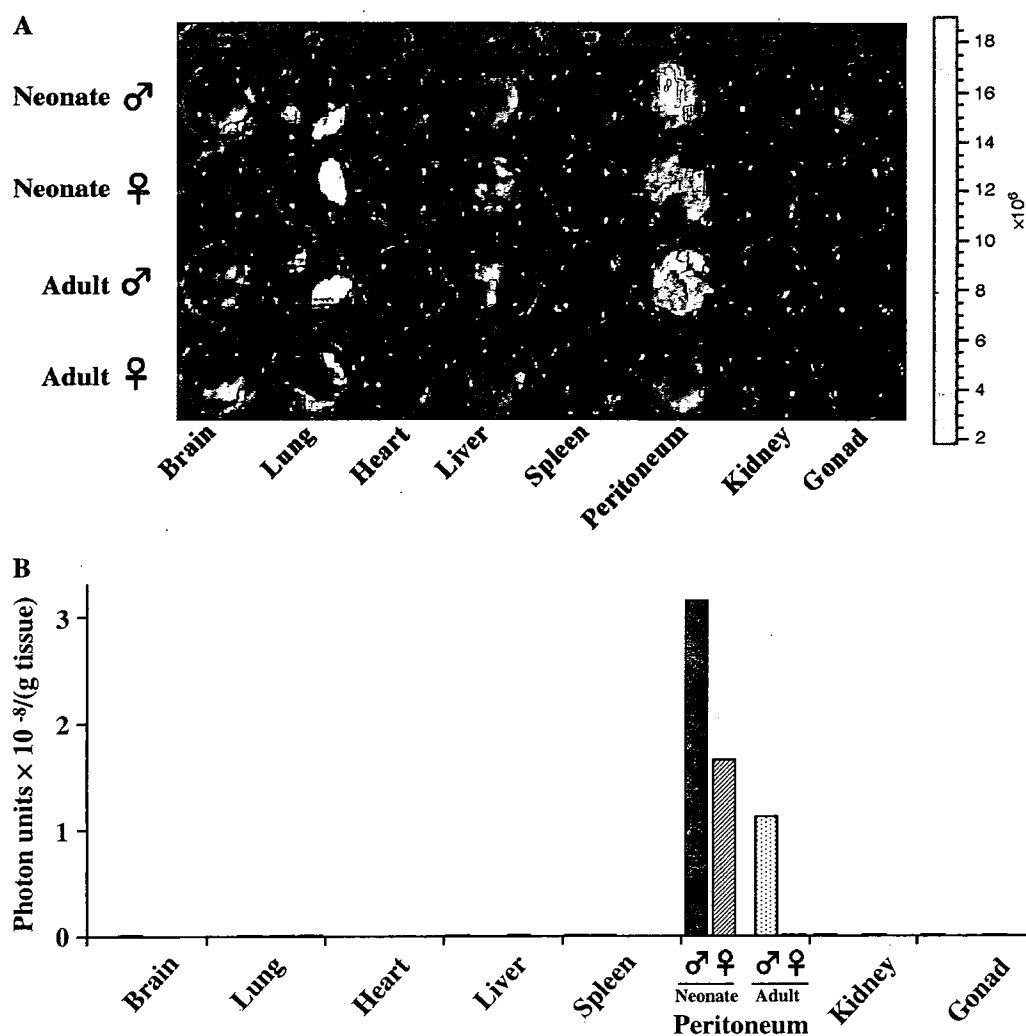 A
Neonate ♂
Neonate ♀
Adult ♂
Adult ♀
18
16
14
12
10
8
6
4
2
×10⁶
Brain
Lung
Heart
Liver
Spleen
Peritoneum
Kidney
Gonad
B
Photon units × 10 ⁻⁸/(g tissue)
3
2
1
0
Brain
Lung
Heart
Liver
Spleen
♂ ♀ ♂ ♀
Neonate Adult
Peritoneum
Kidney
Gonad